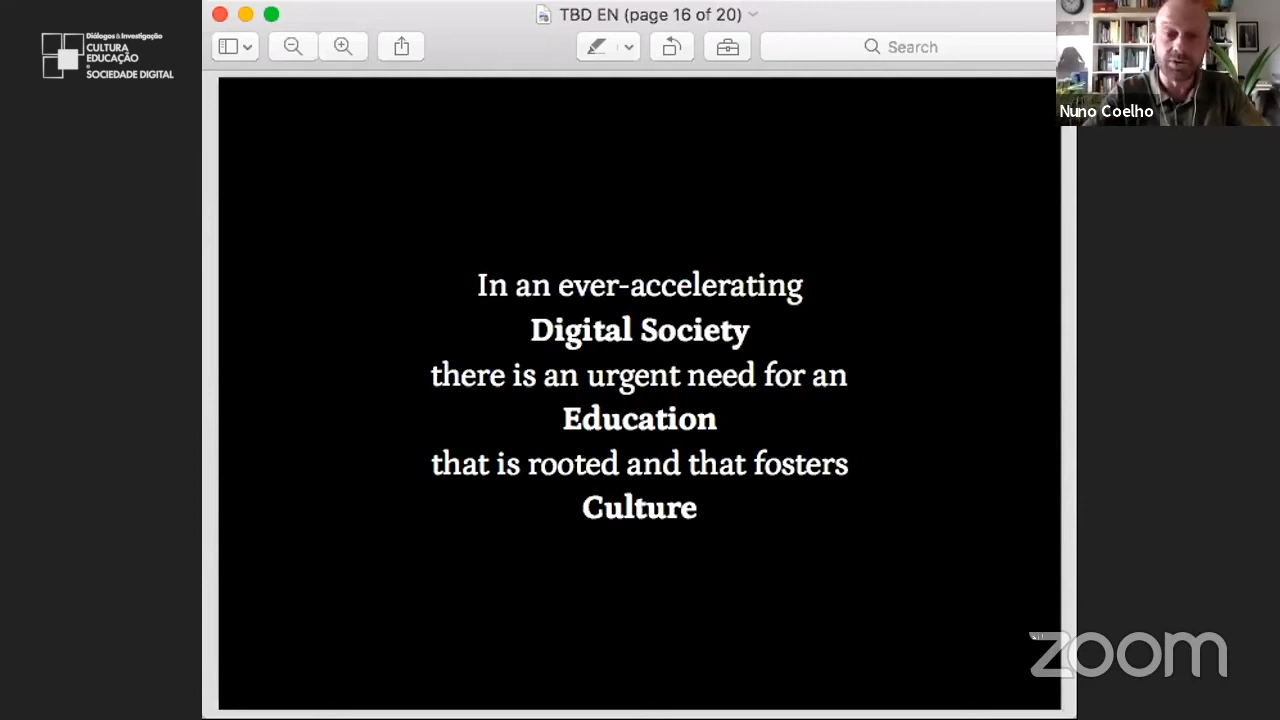 TBD EN (page 16 of 20)
Search
Diálogos & Investigação
CULTURA
EDUCAÇÃO
e
SOCIEDADE DIGITAL
Nuno Coelho
In an ever-accelerating
Digital Society
there is an urgent need for an
Education
that is rooted and that fosters
Culture
zoom